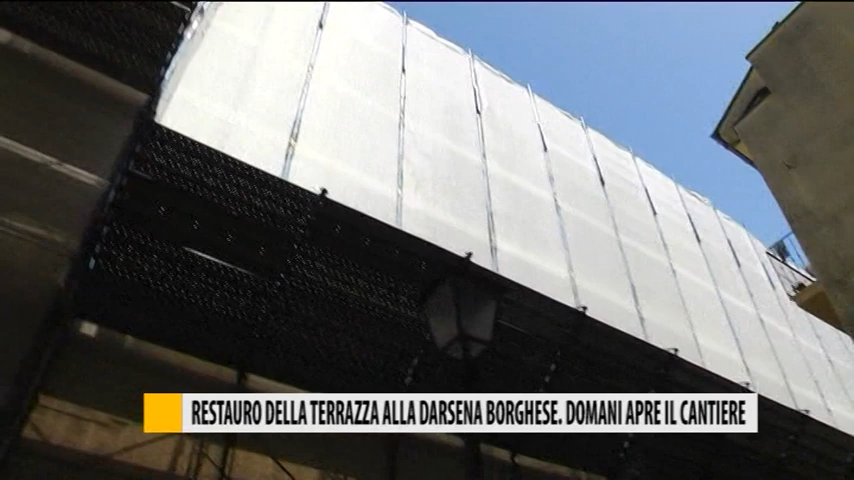 RESTAURO DELLA TERRAZZA ALLA DARSENA BORGHESE. DOMANI APRE IL CANTIERE